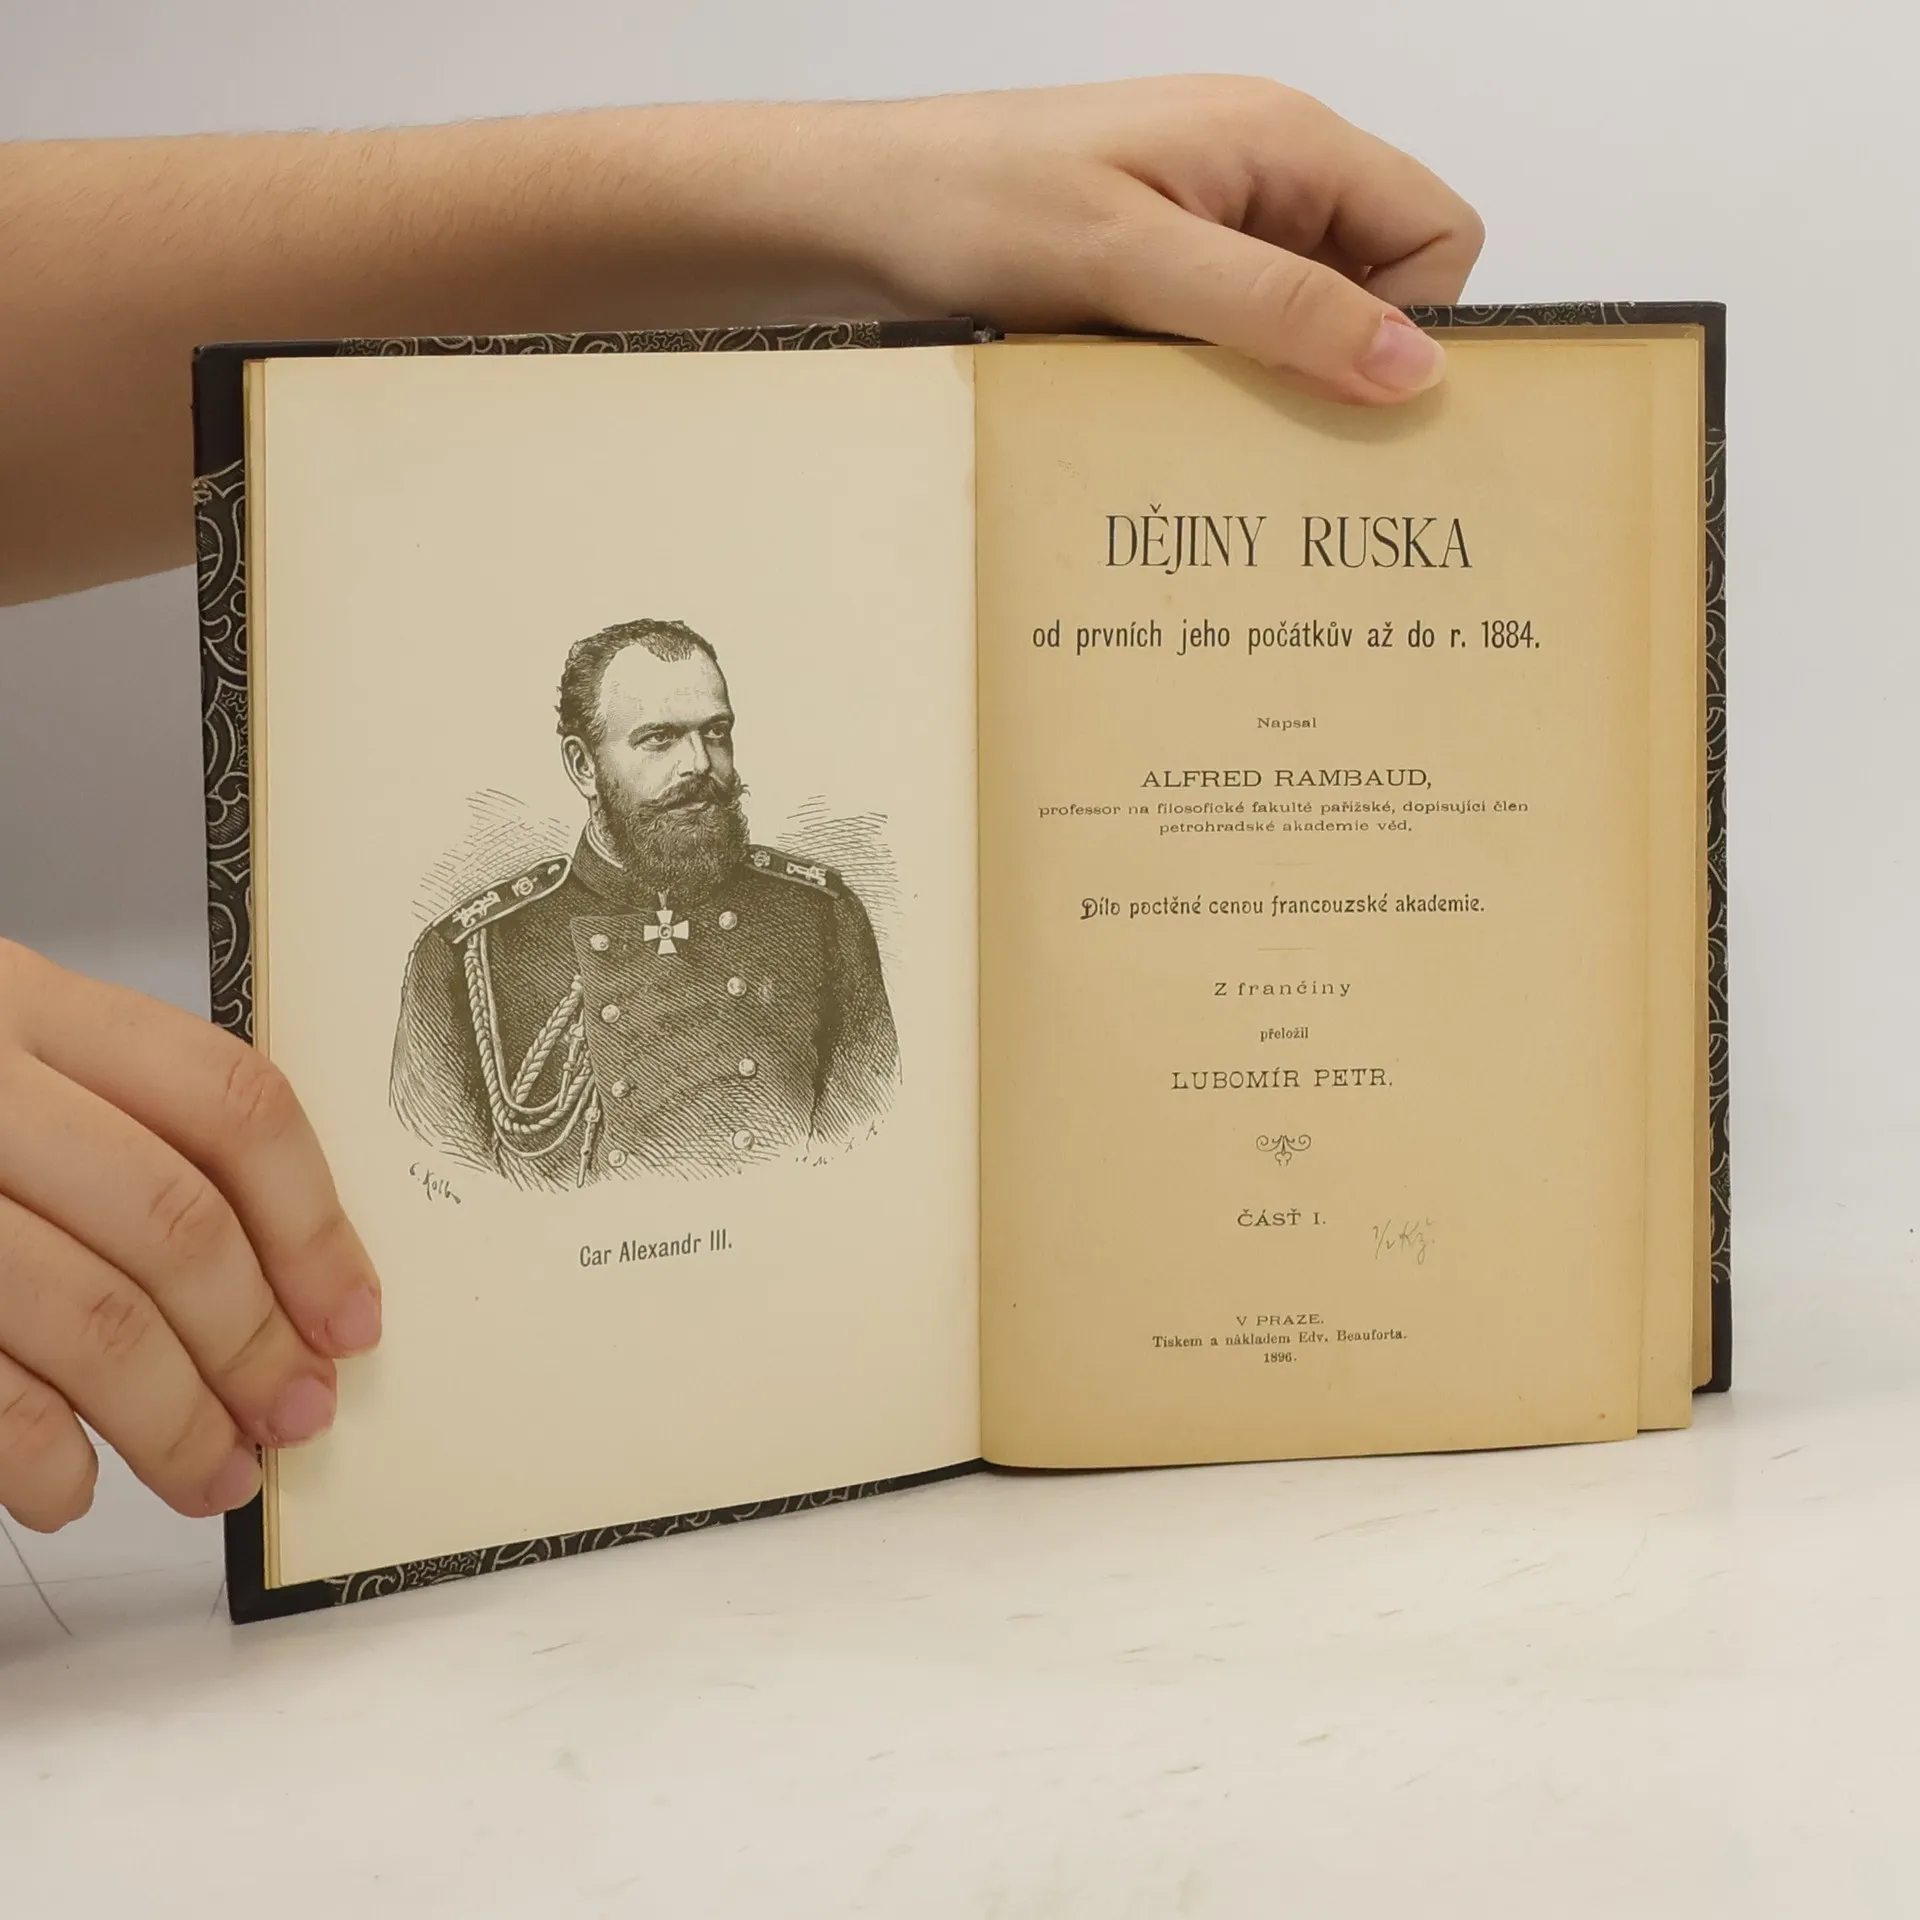 C. Kolb
Car Alexandr III.
DĚJINY RUSKA
od prvních jeho počátkův až do r. 1884.
Napsal
ALFRED RAMBAUD,
professor na filosofické fakultě pařížské, dopisující člen
petrohradské akademie věd.
Dílo poctěné cenou francouzské akademie.
Z frančiny
přeložil
LUBOMÍR PETR.
ČÁSŤ I.
V PRAZE.
Tiskem a nákladem Edv. Beauforta.
1896.